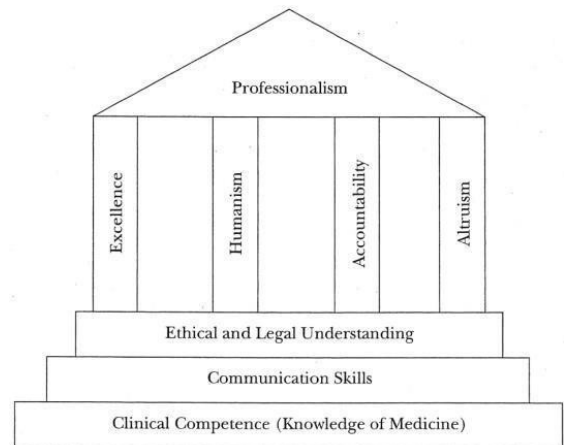 Professionalism
Excellence
Humanism
Accountability
Altruism
Ethical and Legal Understanding
Communication Skills
Clinical Competence (Knowledge of Medicine)